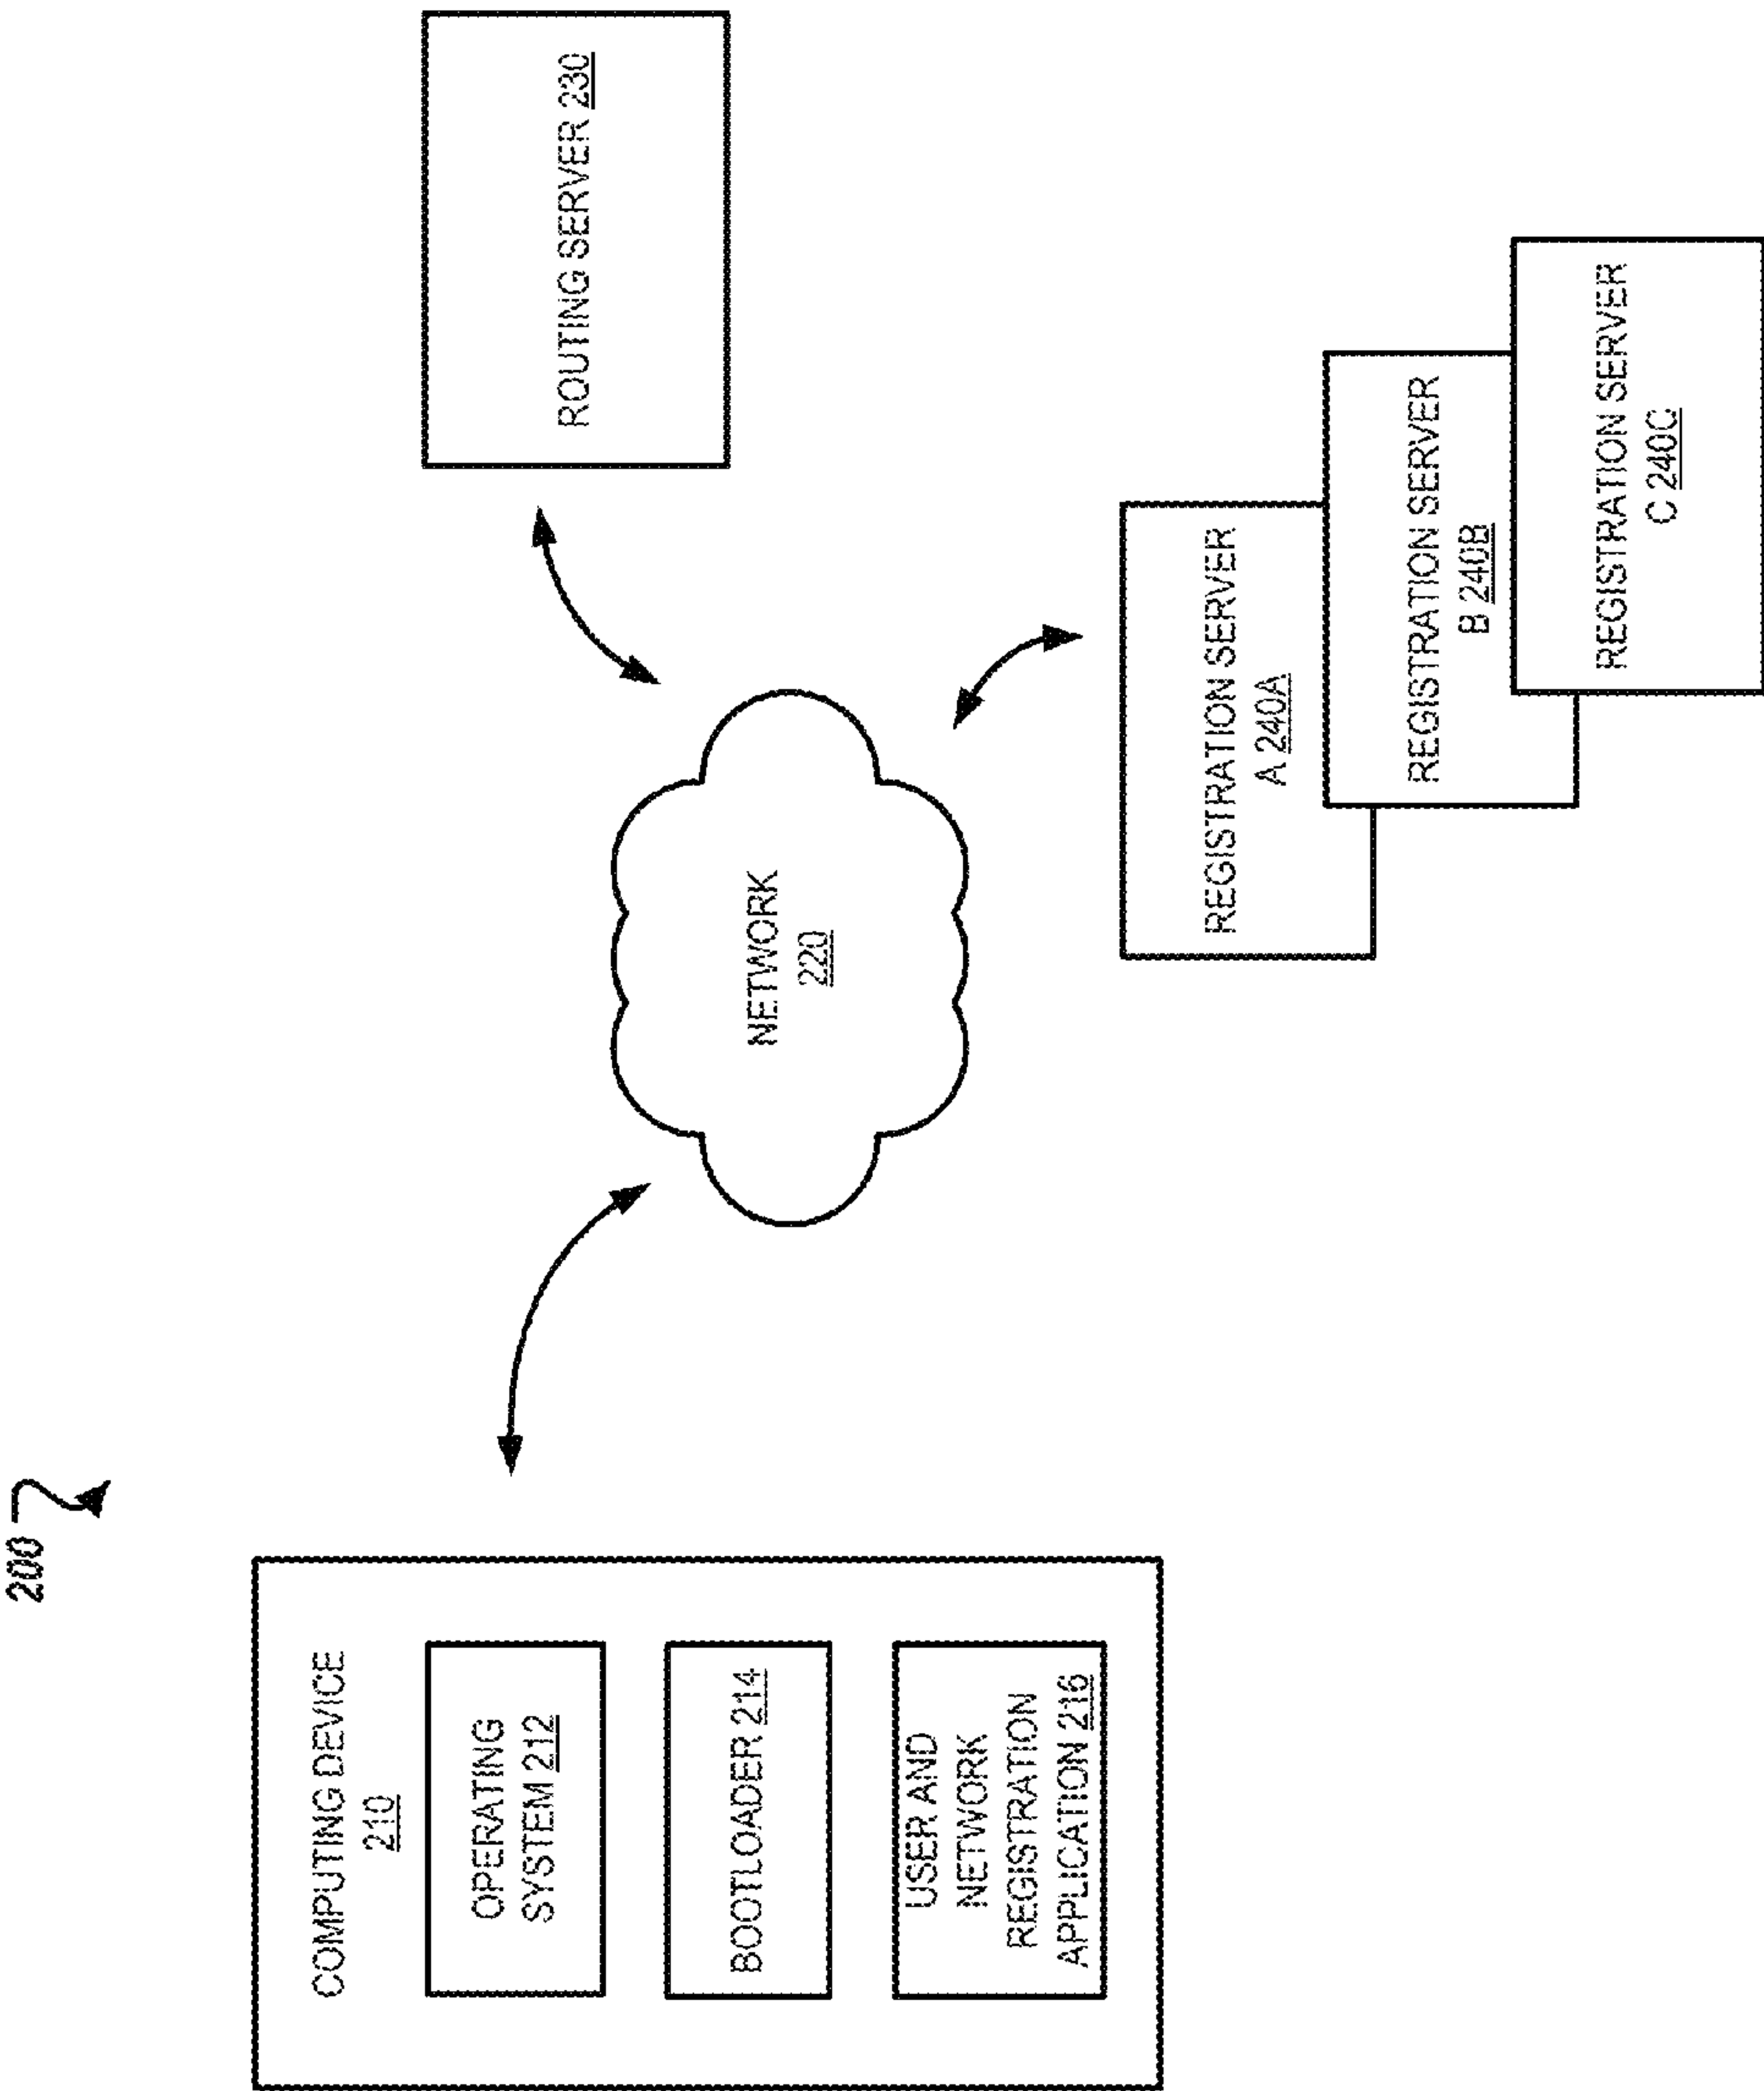 200
COMPUTING DEVICE
210
OPERATING
SYSTEM 212
BOOTLOADER 214
USER AND
NETWORK
REGISTRATION
APPLICATION 216
NETWORK
220
ROUTING SERVER 230
REGISTRATION SERVER
A 240A
REGISTRATION SERVER
B 240B
REGISTRATION SERVER
C 240C